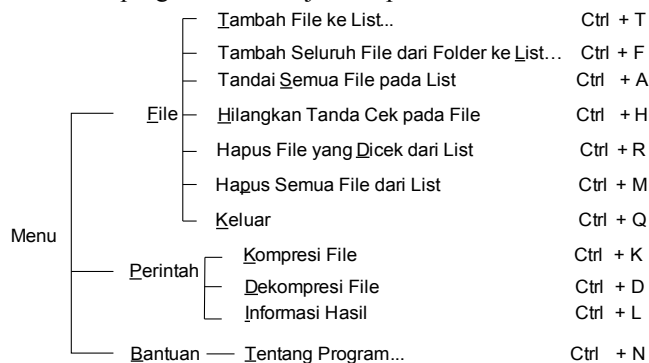 Tambah File ke List... Ctrl + T
Tambah Seluruh File dari Folder ke List... Ctrl + F
Tandai Semua File pada List Ctrl + A
File Hilangkan Tanda Cek pada File Ctrl + H
Hapus File yang Dicek dari List Ctrl + R
Hapus Semua File dari List Ctrl + M
Keluar Ctrl + Q
Menu
Kompresi File Ctrl + K
Perintah
Dekompresi File Ctrl + D
Informasi Hasil Ctrl + L
Bantuan Tentang Program... Ctrl + N